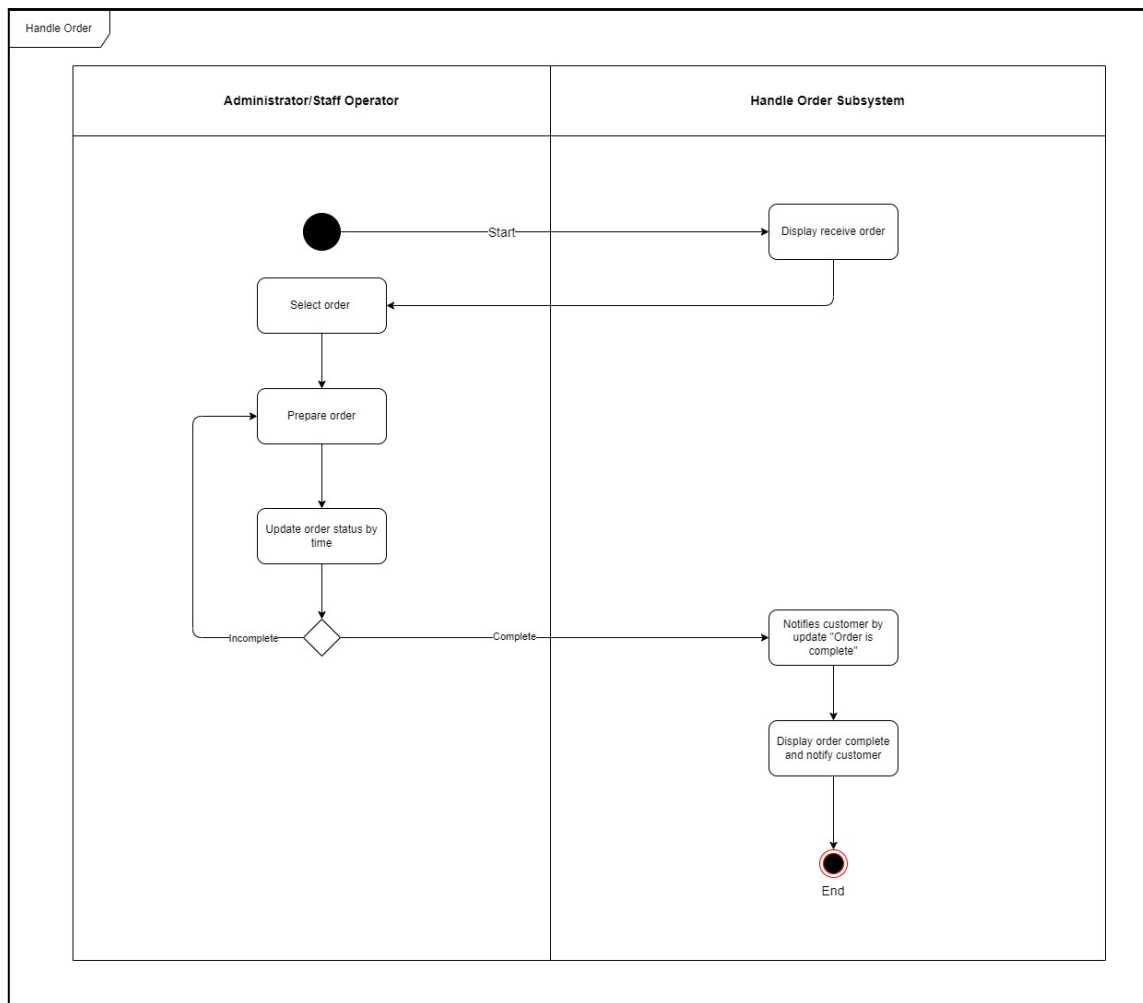 Handle Order
Administrator/Staff Operator
Handle Order Subsystem
Start
Display receive order
Select order
Prepare order
Update order status by
time
Incomplete
Complete
Notifies customer by
update "Order is
complete"
Display order complete
and notify customer
End